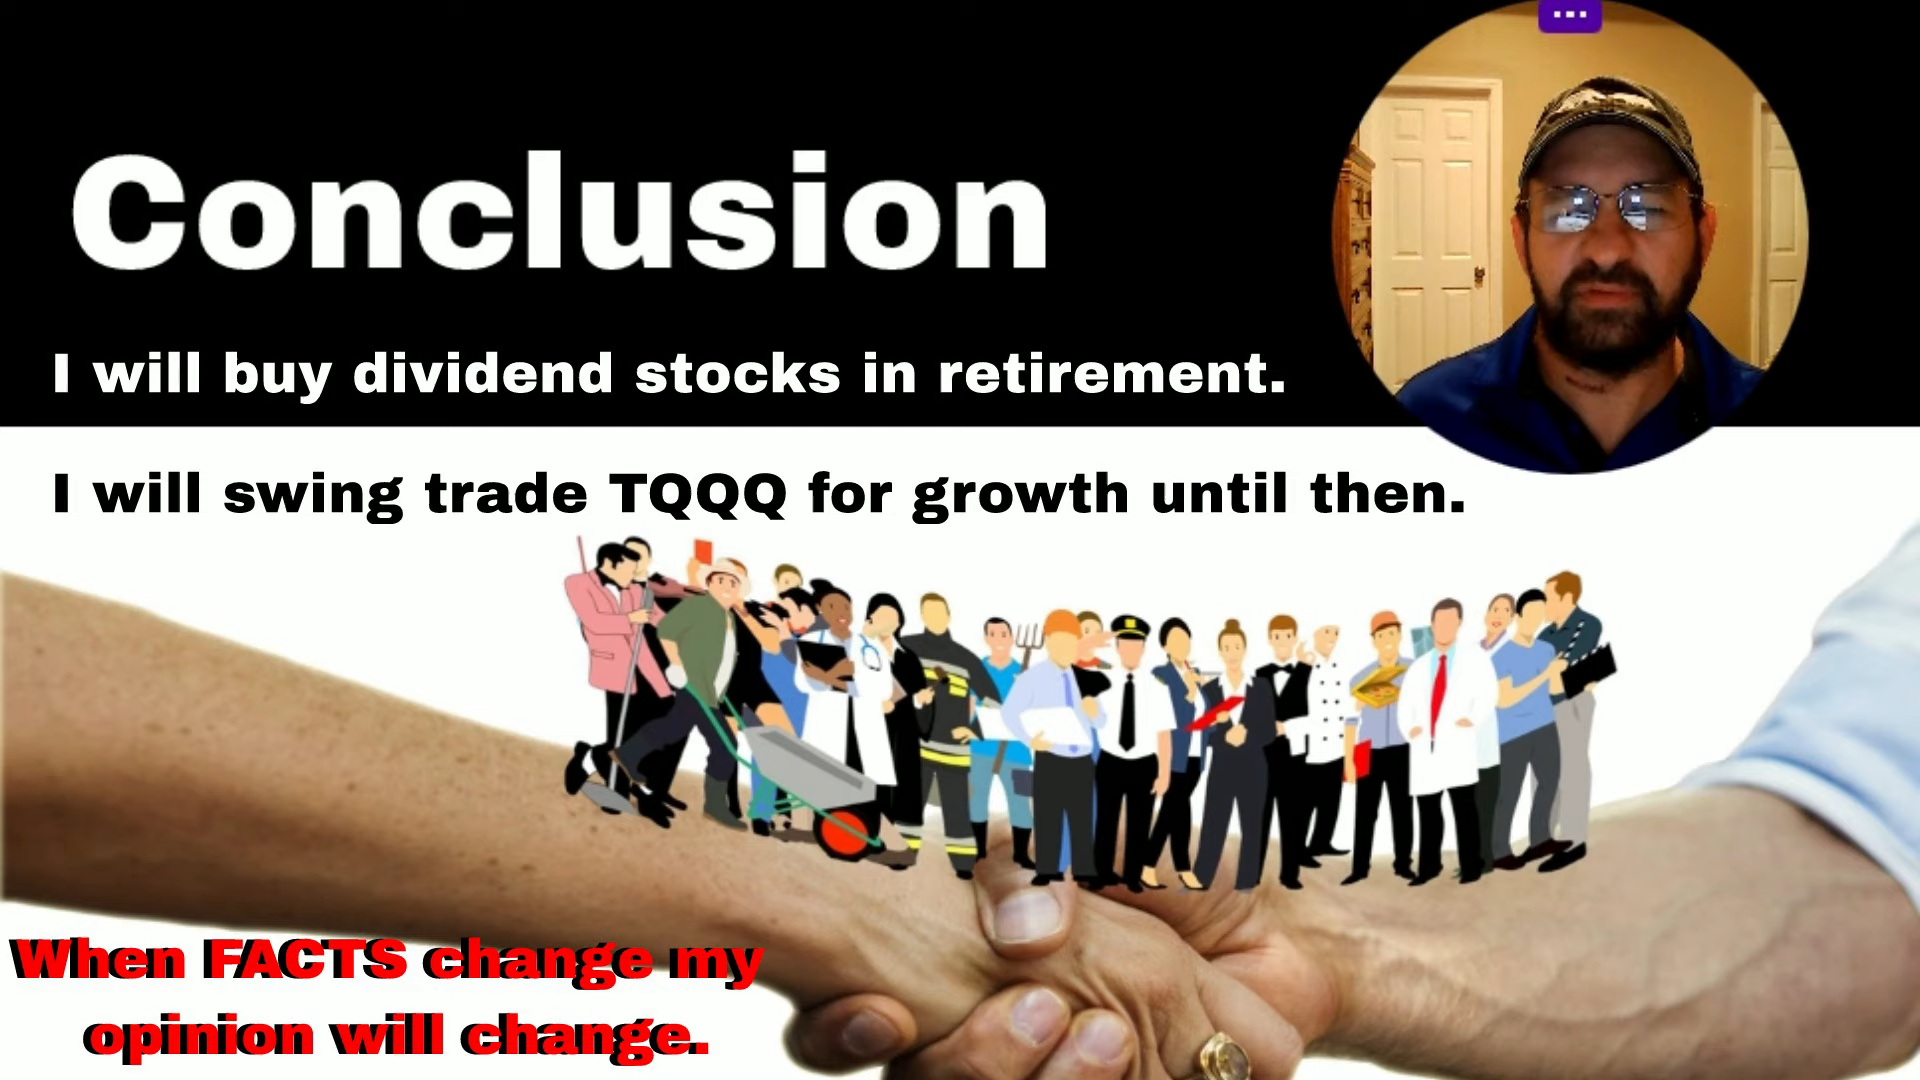 Conclusion
I will buy dividend stocks in retirement.
I will swing trade TQQQ for growth until then.
When FACTS change my
opinion will change.